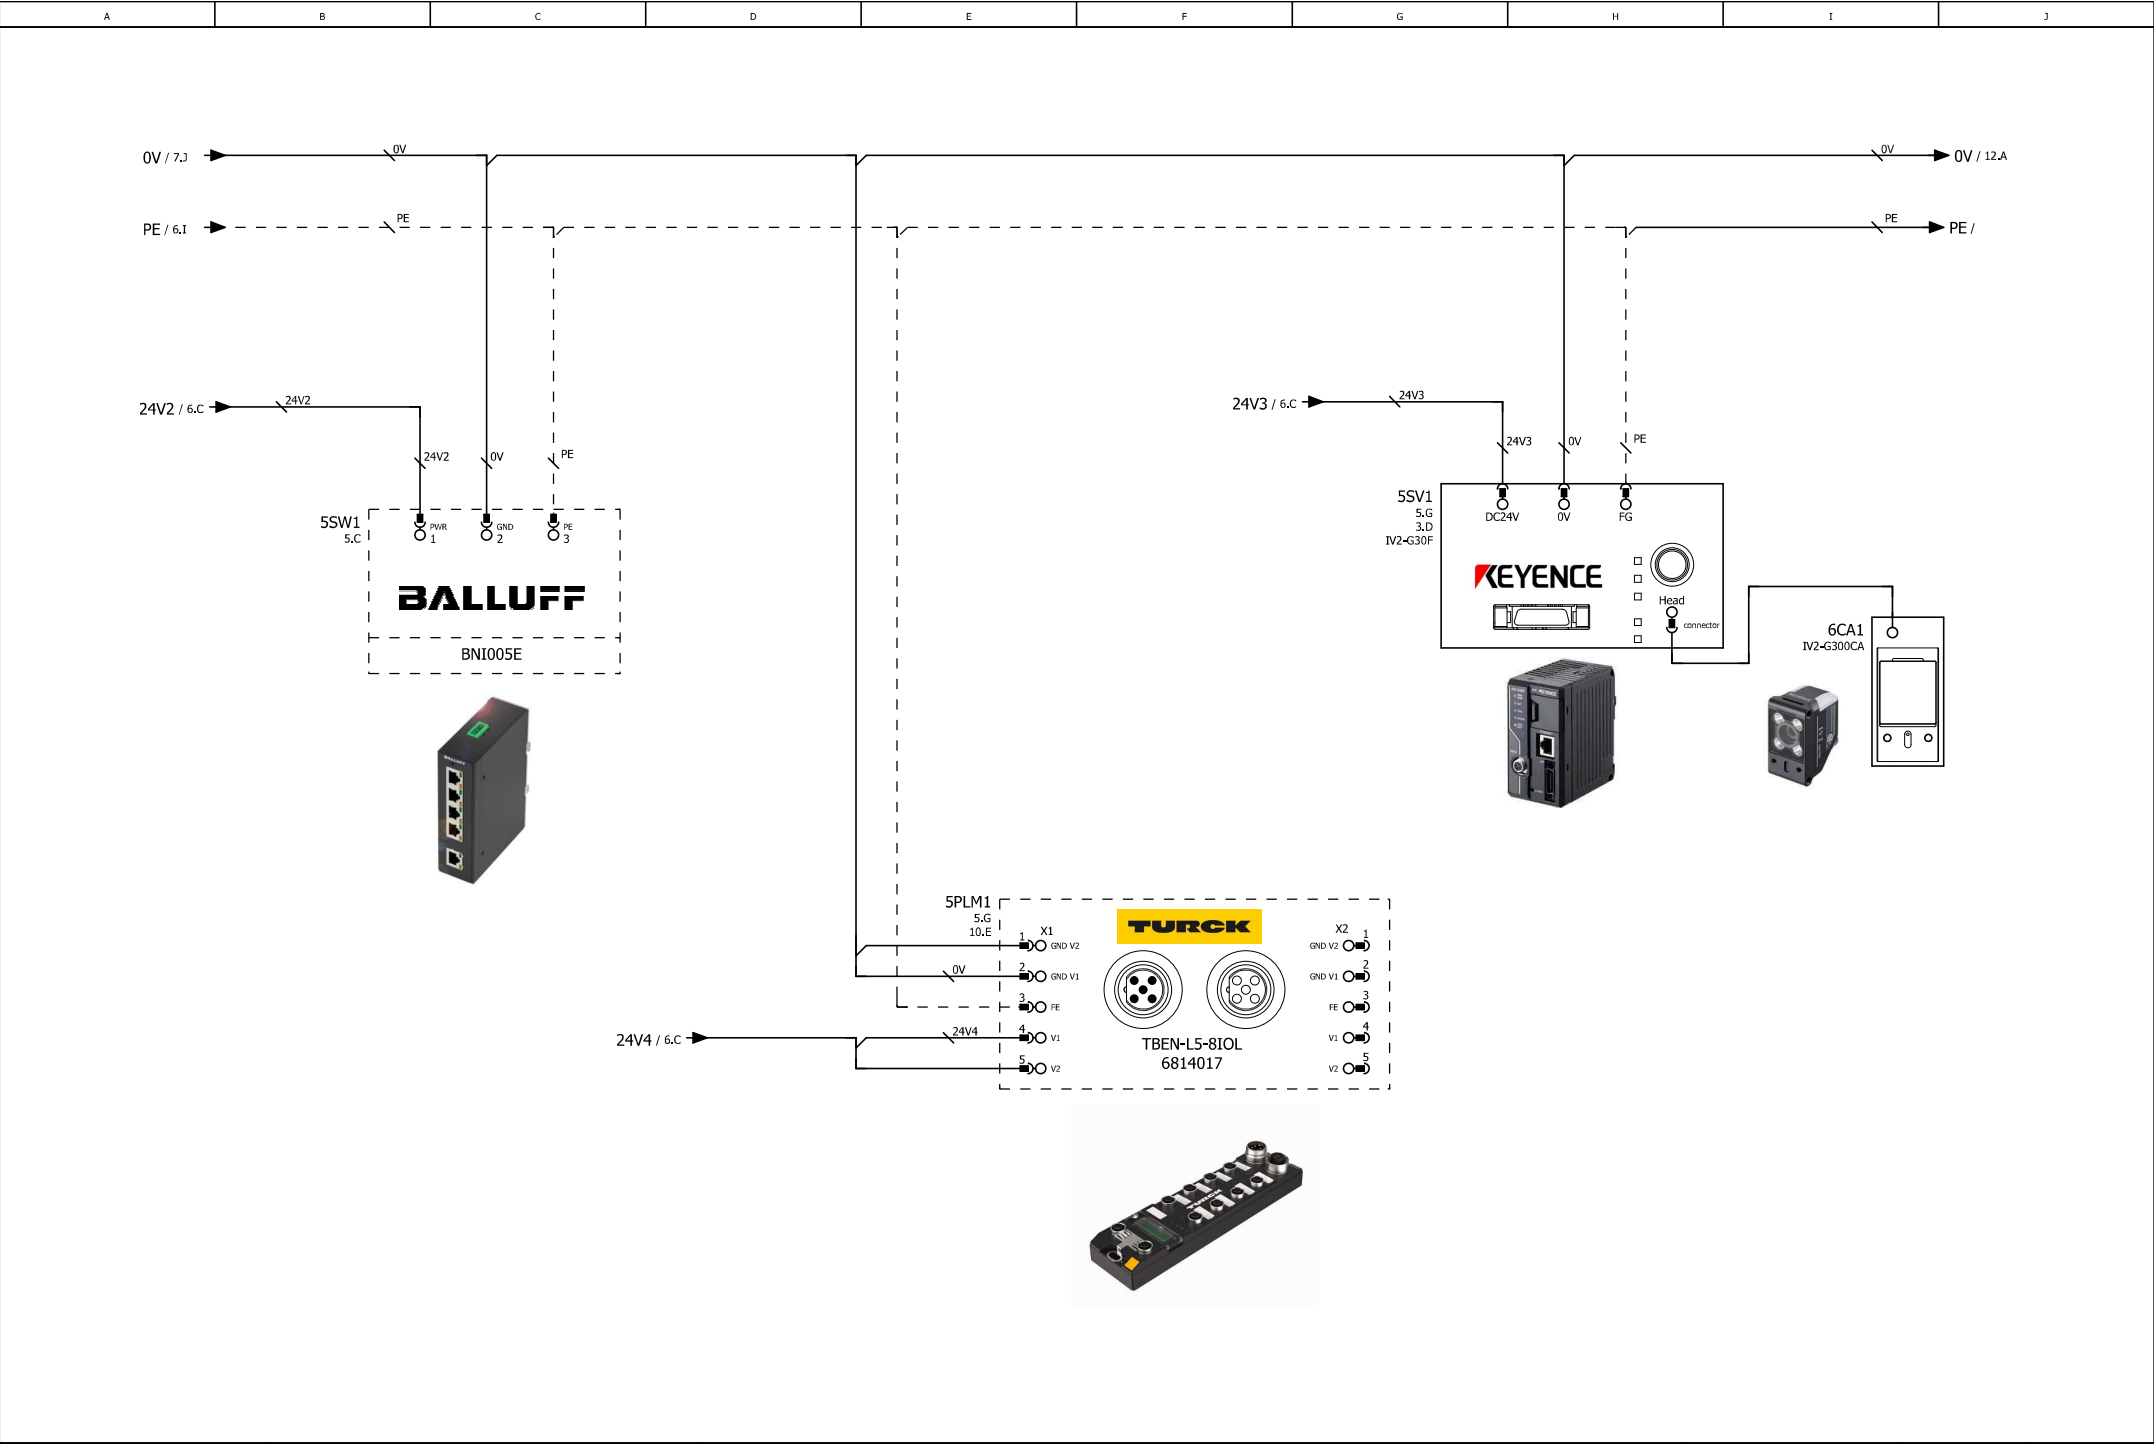 A B C D E F G H I J
0V / 7.J 0V 0V 0V / 12.A
PE / 6.I PE PE PE /
24V2 / 6.C 24V2
24V3 / 6.C 24V3
24V2 0V PE
24V3 0V PE
5SW1
5.C
PWR GND PE
1 2 3
BALLUFF
BNI005E
5SV1
5.G
3.D
IV2-G30F
DC24V 0V FG
KEYENCE
Head
connector
6CA1
IV2-G300CA
BALLUFF
KEYENCE
5PLM1
5.G
10.E
TURCK
X1 X2
1 GND V2 GND V2 1
0V 2 GND V1 GND V1 2
3 FE FE 3
24V4 / 6.C 24V4 4 V1 V1 4
5 V2 V2 5
TBEN-L5-8IOL
6814017
TURCK